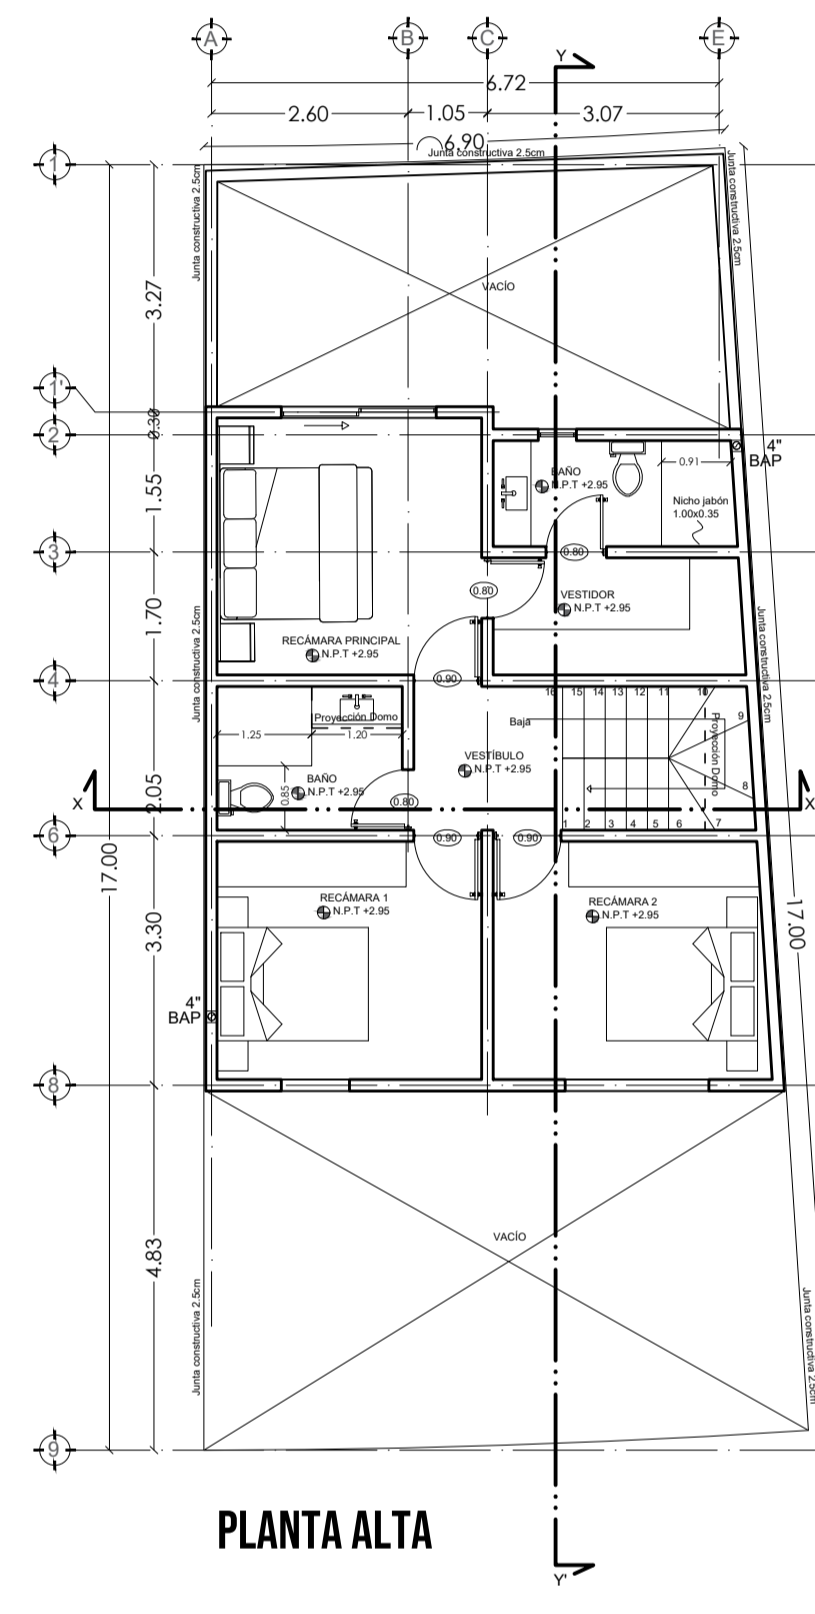 A B C E
Y
6.72
2.60 1.05 3.07
6.90
Junta constructiva 2.5cm
1
Junta constructiva 2.5cm
Junta constructiva 2.5cm
VACÍO
3.27
1'
0.30
2
4"
BAP
0.91
BAÑO
N.P.T +2.95
Nicho jabón
1.00x0.35
1.55
3
0.80
0.80
VESTIDOR
N.P.T +2.95
1.70
Junta constructiva 2.5cm
Junta constructiva 2.5cm
RECÁMARA PRINCIPAL
N.P.T +2.95
4
0.90
16 15 14 13 12 11 10
9
8
Baja
Proyección Domo
Proyección Domo
1.25 1.20
VESTÍBULO
N.P.T +2.95
BAÑO
N.P.T +2.95
0.85
0.80
2.05
X X
1 2 3 4 5 6 7
6
0.90 0.90
17.00
RECÁMARA 1
N.P.T +2.95
RECÁMARA 2
N.P.T +2.95
17.00
3.30
4"
BAP
8
VACÍO
4.83
Junta constructiva 2.5cm
Junta constructiva 2.5cm
9
PLANTA ALTA
Y'